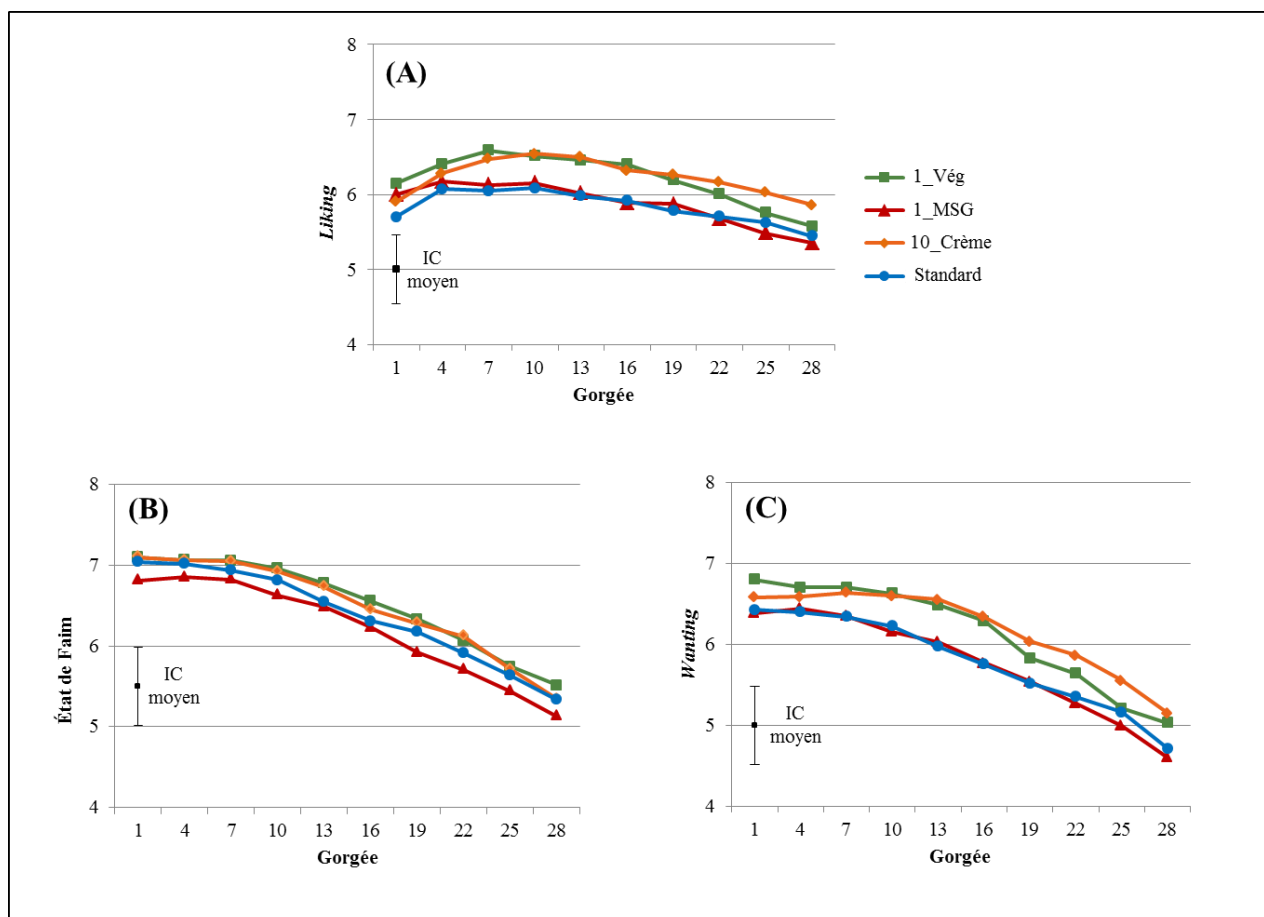 (A)
8
7
6
5
4
Liking
IC
moyen
1 4 7 10 13 16 19 22 25 28
Gorgée
1_Vég
1_MSG
10_Crème
Standard
(B)
8
7
6
5
4
État de Faim
IC
moyen
1 4 7 10 13 16 19 22 25 28
Gorgée
(C)
8
7
6
5
4
Wanting
IC
moyen
1 4 7 10 13 16 19 22 25 28
Gorgée